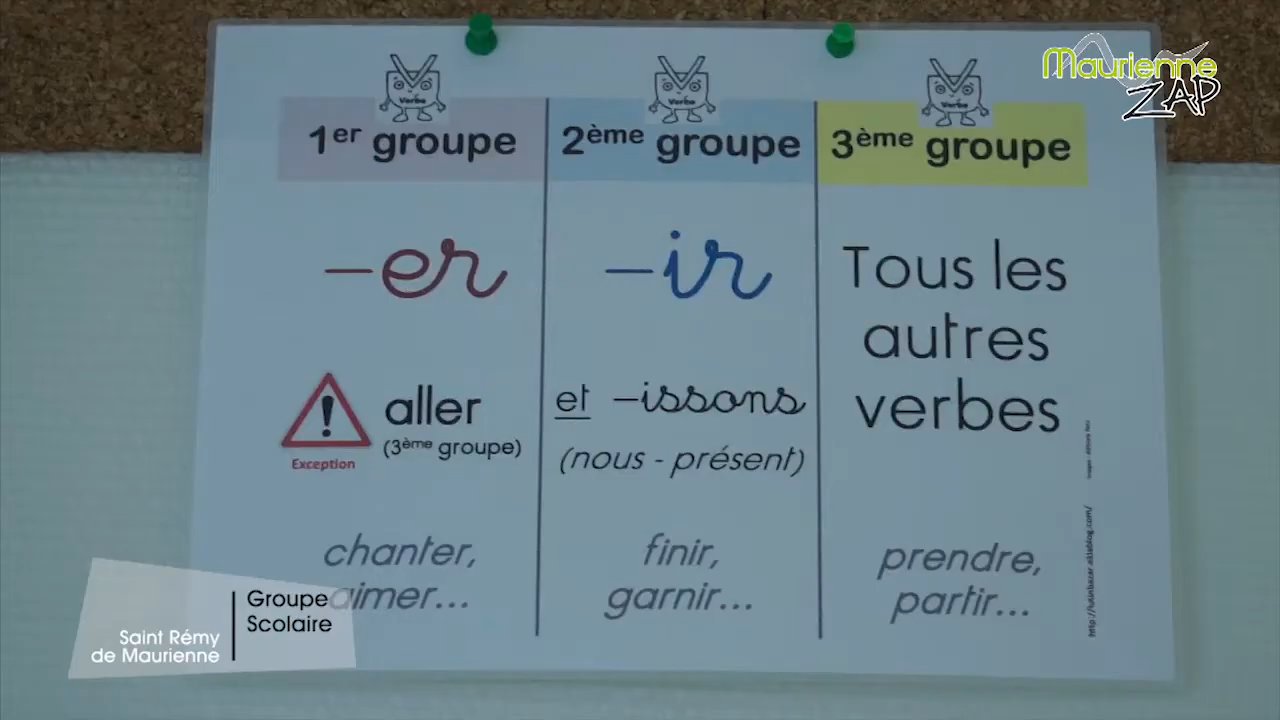 Maurienne
ZAP
Verbe
1er groupe
-er
aller
(3ème groupe)
Exception
chanter,
aimer...
Verbe
2ème groupe
-ir
et -issons
(nous - présent)
finir,
garnir...
Verbe
3ème groupe
Tous les
autres
verbes
prendre,
partir...
Saint Rémy
de Maurienne
Groupe
Scolaire